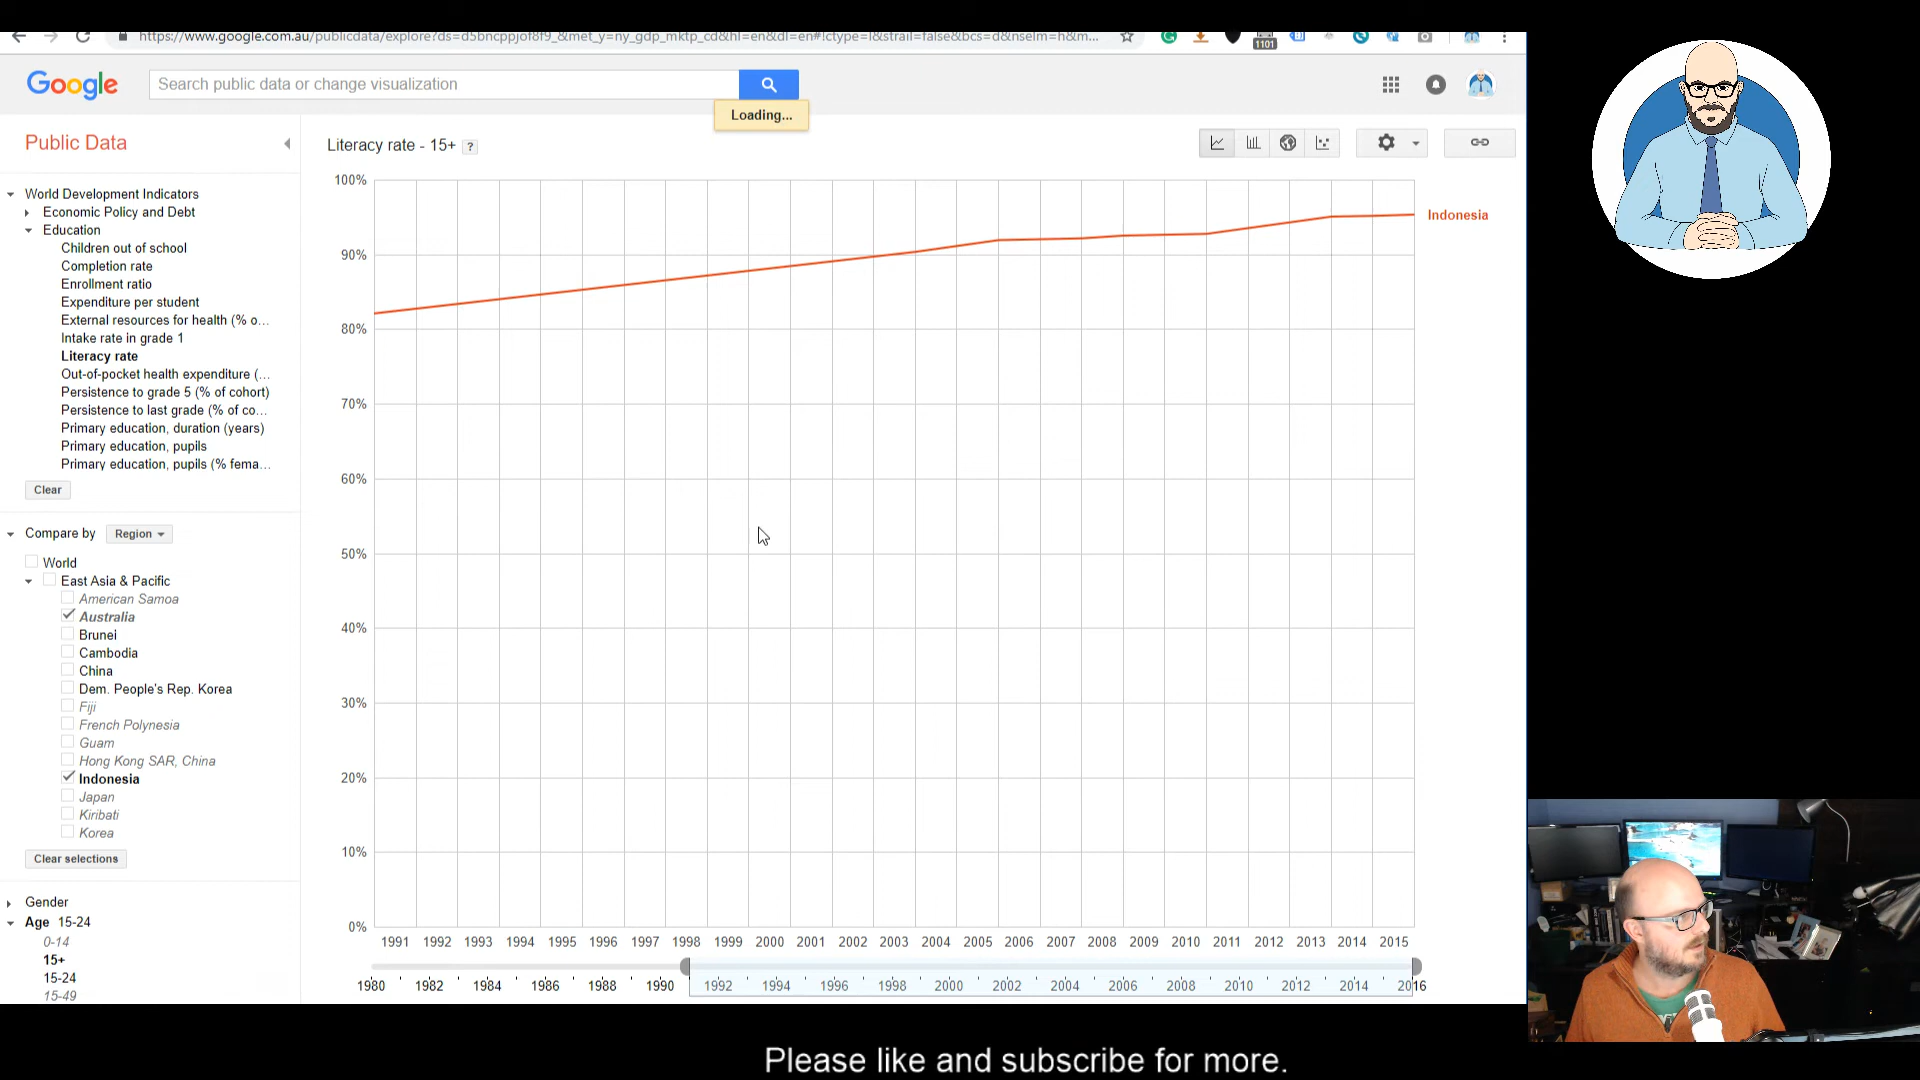 https://www.google.com.au/publicdata/explore?ds=d5bncppjof8f9_&met_y=ny_gdp_mktp_cd&hl=en&dl=en#!ctype=l&strail=false&bcs=d&nselm=h&m...
1101
Google
Search public data or change visualization
Loading...
Public Data
Literacy rate - 15+ ?
World Development Indicators
Economic Policy and Debt
Education
Children out of school
Completion rate
Enrollment ratio
Expenditure per student
External resources for health (% o...
Intake rate in grade 1
Literacy rate
Out-of-pocket health expenditure (...
Persistence to grade 5 (% of cohort)
Persistence to last grade (% of co...
Primary education, duration (years)
Primary education, pupils
Primary education, pupils (% fema...
Clear
Compare by Region
World
East Asia & Pacific
American Samoa
Australia
Brunei
Cambodia
China
Dem. People's Rep. Korea
Fiji
French Polynesia
Guam
Hong Kong SAR, China
Indonesia
Japan
Kiribati
Korea
Clear selections
Gender
Age 15-24
0-14
15+
15-24
15-49
100%
90%
80%
70%
60%
50%
40%
30%
20%
10%
0%
Indonesia
1991 1992 1993 1994 1995 1996 1997 1998 1999 2000 2001 2002 2003 2004 2005 2006 2007 2008 2009 2010 2011 2012 2013 2014 2015
1980 1982 1984 1986 1988 1990 1992 1994 1996 1998 2000 2002 2004 2006 2008 2010 2012 2014 2016
Please like and subscribe for more.